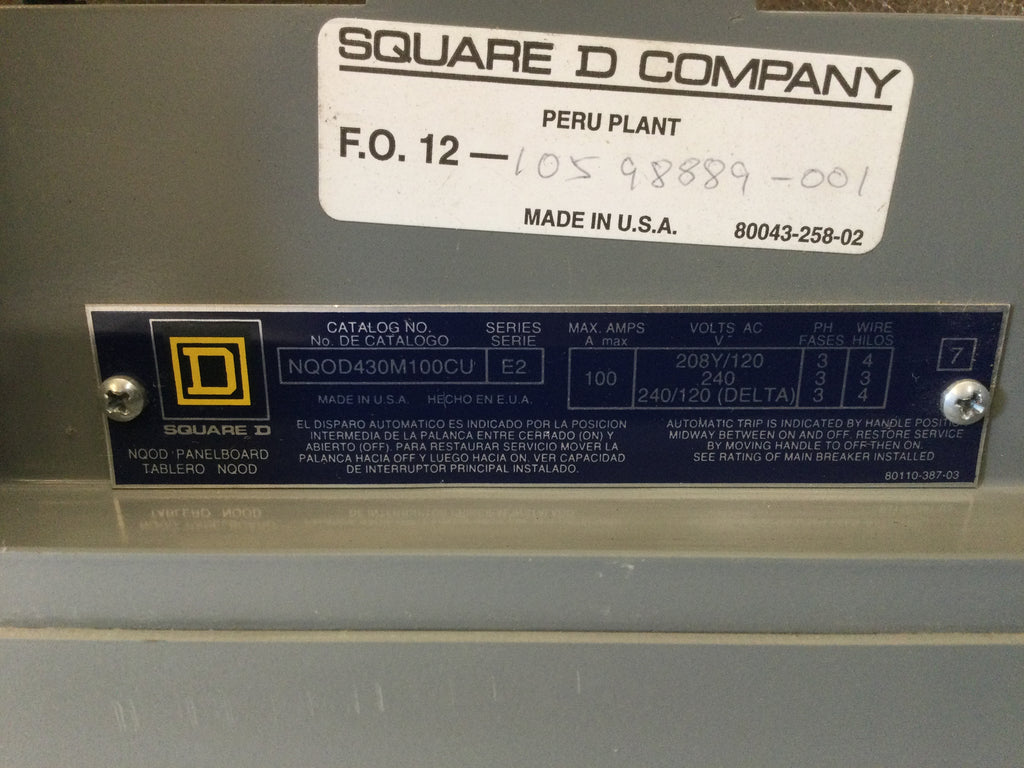 SQUARE D COMPANY
PERU PLANT
F.O. 12 — 105 98889-001
MADE IN U.S.A. 80043-258-02
CATALOG NO.
No. DE CATALOGO
NQOD430M100CU
SERIES
SERIE
E2
MADE IN U.S.A. HECHO EN E.U.A.
MAX. AMPS
A max
100
VOLTS AC
V
PH
FASES
WIRE
HILOS
208Y/120 3 4
240 3 3
240/120 (DELTA) 3 4
7
D
SQUARE D
NQOD PANELBOARD
TABLERO NQOD
EL DISPARO AUTOMATICO ES INDICADO POR LA POSICION
INTERMEDIA DE LA PALANCA ENTRE CERRADO (ON) Y
ABIERTO (OFF). PARA RESTAURAR SERVICIO MOVER LA
PALANCA HACIA OFF Y LUEGO HACIA ON. VER CAPACIDAD
DE INTERRUPTOR PRINCIPAL INSTALADO.
AUTOMATIC TRIP IS INDICATED BY HANDLE POSITI
MIDWAY BETWEEN ON AND OFF. RESTORE SERVICE
BY MOVING HANDLE TO OFF-THEN ON.
SEE RATING OF MAIN BREAKER INSTALLED
80110-387-03